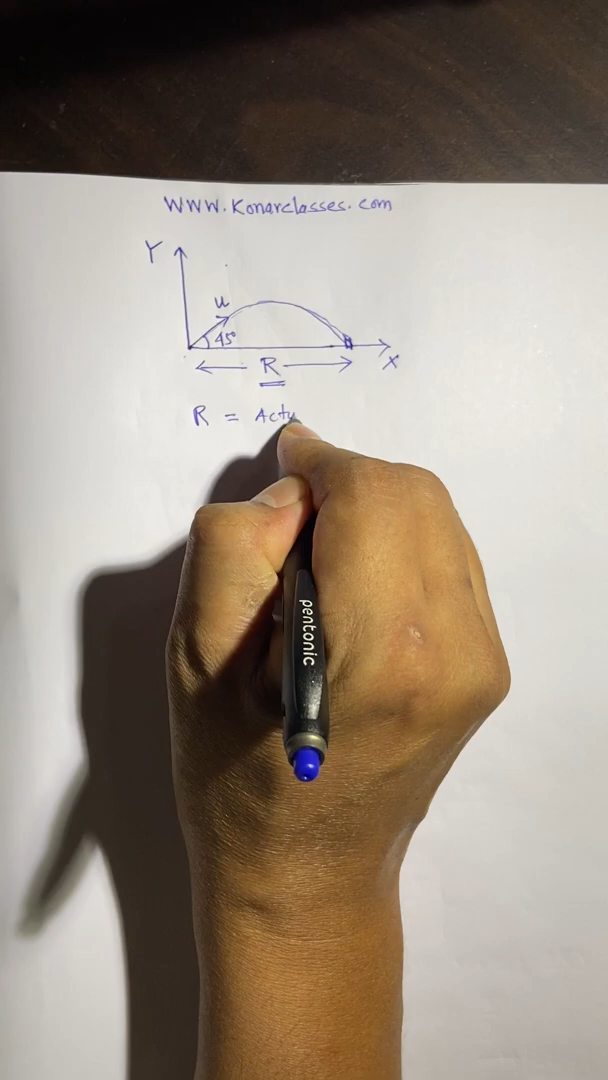 www.Konarclasses.com
Y
u
45°
X
R
R = Actu
pentonic